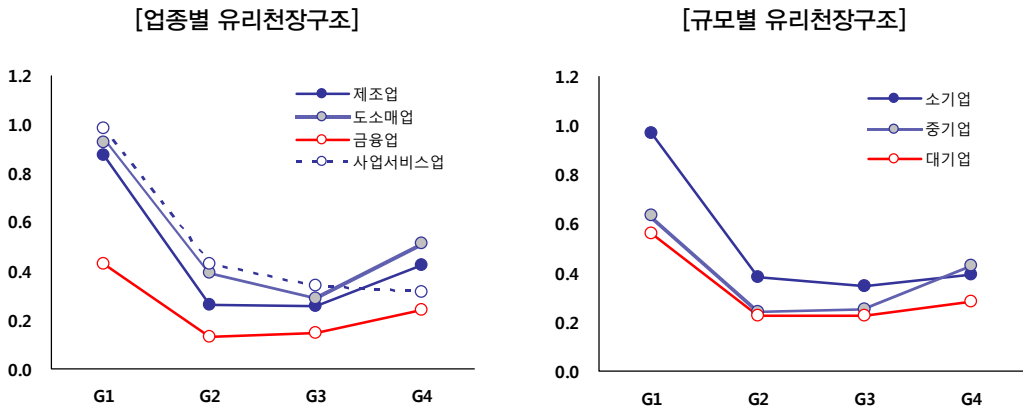 [업종별 유리천장구조]
1.2
1.0
0.8
0.6
0.4
0.2
0.0
제조업
도소매업
금융업
사업서비스업
G1 G2 G3 G4
[규모별 유리천장구조]
1.2
1.0
0.8
0.6
0.4
0.2
0.0
소기업
중기업
대기업
G1 G2 G3 G4